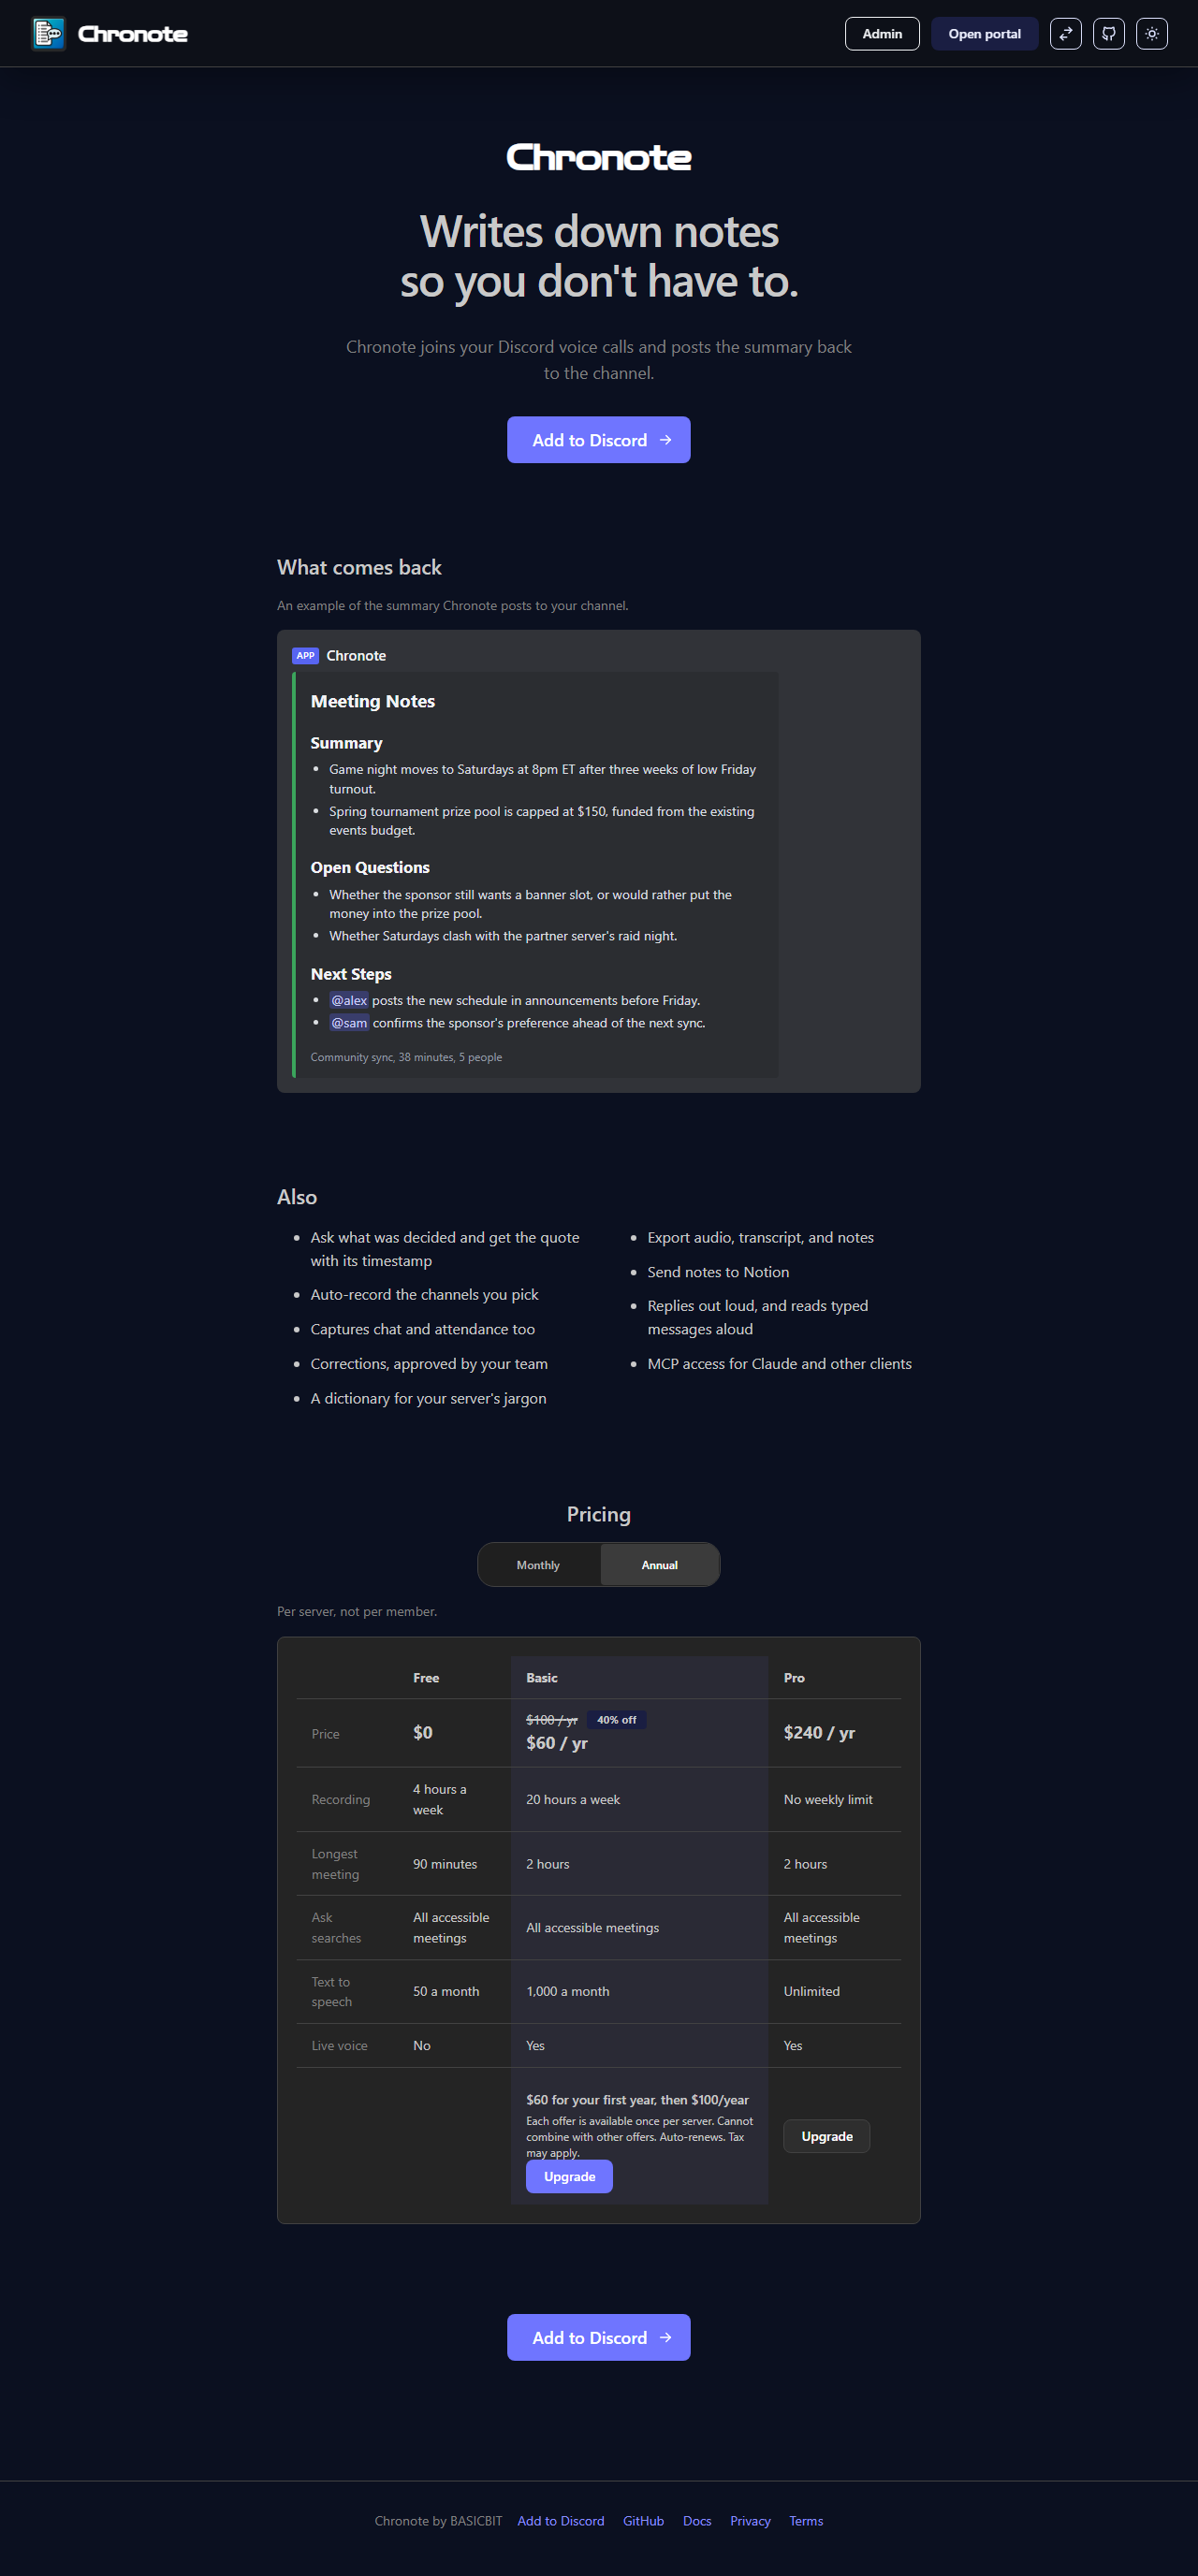 Chronote
Admin
Open portal
Chronote
Writes down notes
so you don't have to.
Chronote joins your Discord voice calls and posts the summary back
to the channel.
Add to Discord →
What comes back
An example of the summary Chronote posts to your channel.
APP Chronote
Meeting Notes
Summary
• Game night moves to Saturdays at 8pm ET after three weeks of low Friday
turnout.
• Spring tournament prize pool is capped at $150, funded from the existing
events budget.
Open Questions
• Whether the sponsor still wants a banner slot, or would rather put the
money into the prize pool.
• Whether Saturdays clash with the partner server's raid night.
Next Steps
• @alex posts the new schedule in announcements before Friday.
• @sam confirms the sponsor's preference ahead of the next sync.
Community sync, 38 minutes, 5 people
Also
• Ask what was decided and get the quote
with its timestamp
• Auto-record the channels you pick
• Captures chat and attendance too
• Corrections, approved by your team
• A dictionary for your server's jargon
• Export audio, transcript, and notes
• Send notes to Notion
• Replies out loud, and reads typed
messages aloud
• MCP access for Claude and other clients
Pricing
Monthly
Annual
Per server, not per member.
Free
Basic
Pro
Price
$0
$100 / yr 40% off
$60 / yr
$240 / yr
Recording
4 hours a
week
20 hours a week
No weekly limit
Longest
meeting
90 minutes
2 hours
2 hours
Ask
searches
All accessible
meetings
All accessible meetings
All accessible
meetings
Text to
speech
50 a month
1,000 a month
Unlimited
Live voice
No
Yes
Yes
$60 for your first year, then $100/year
Each offer is available once per server. Cannot
combine with other offers. Auto-renews. Tax
may apply.
Upgrade
Upgrade
Add to Discord →
Chronote by BASICBIT
Add to Discord
GitHub
Docs
Privacy
Terms